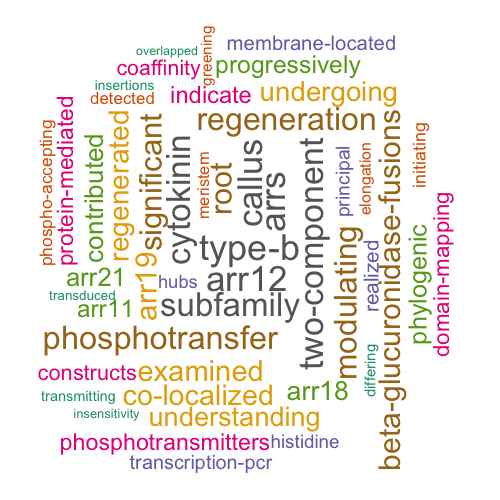 overlapped
greening
membrane-located
coaffinity
progressively
insertions
detected
indicate
undergoing
regeneration
phospho-accepting
protein-mediated
contributed
regenerated
significant
cytokinin
meristem
root
callus
arrs
two-component
principal
elongation
beta-glucuronidase-fusions
initiating
arr19
type-b
modulating
realized
phylogenic
domain-mapping
arr21
hubs
arr12
transduced
arr11
subfamily
phosphotransfer
constructs
examined
differing
transmitting
co-localized
arr18
insensitivity
understanding
phosphotransmitters
histidine
transcription-pcr